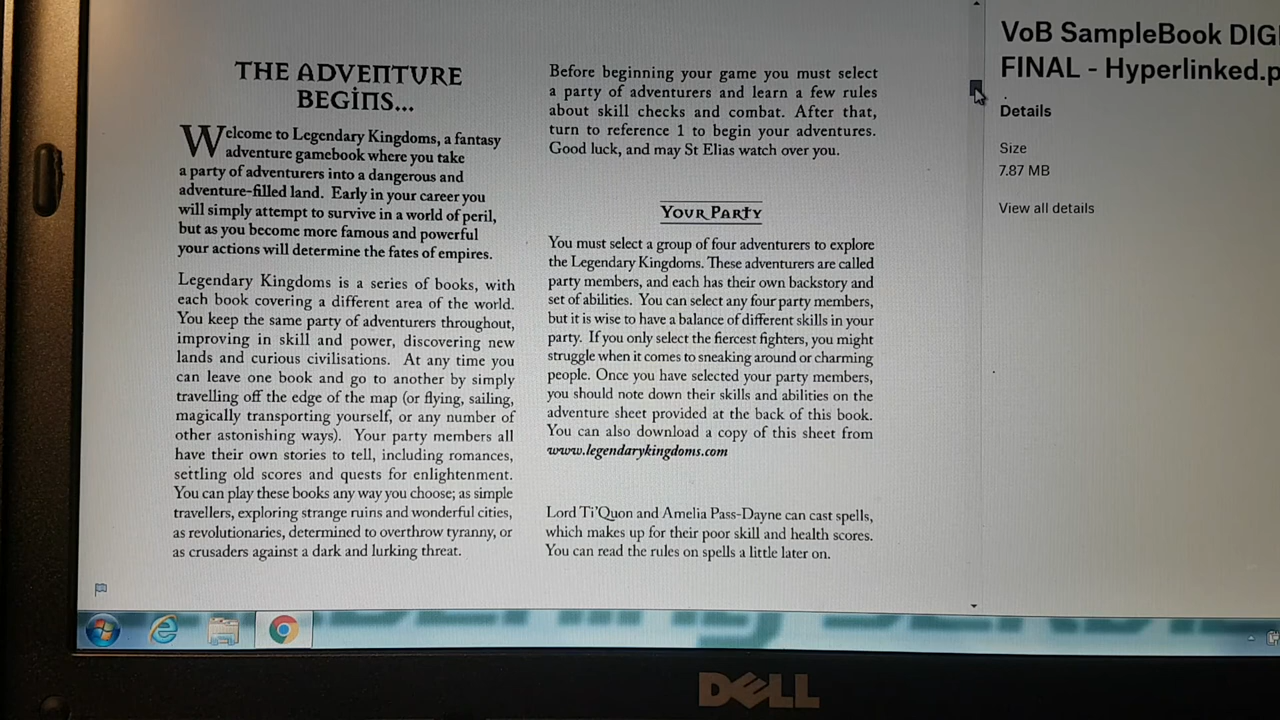 THE ADVENTURE
BEGINS...
Welcome to Legendary Kingdoms, a fantasy
adventure gamebook where you take
a party of adventurers into a dangerous and
adventure-filled land. Early in your career you
will simply attempt to survive in a world of peril,
but as you become more famous and powerful
your actions will determine the fates of empires.
Legendary Kingdoms is a series of books, with
each book covering a different area of the world.
You keep the same party of adventurers throughout,
improving in skill and power, discovering new
lands and curious civilisations. At any time you
can leave one book and go to another by simply
travelling off the edge of the map (or flying, sailing,
magically transporting yourself, or any number of
other astonishing ways). Your party members all
have their own stories to tell, including romances,
settling old scores and quests for enlightenment.
You can play these books any way you choose; as simple
travellers, exploring strange ruins and wonderful cities,
as revolutionaries, determined to overthrow tyranny, or
as crusaders against a dark and lurking threat.
Before beginning your game you must select
a party of adventurers and learn a few rules
about skill checks and combat. After that,
turn to reference 1 to begin your adventures.
Good luck, and may St Elias watch over you.
YOUR PARTY
You must select a group of four adventurers to explore
the Legendary Kingdoms. These adventurers are called
party members, and each has their own backstory and
set of abilities. You can select any four party members,
but it is wise to have a balance of different skills in your
party. If you only select the fiercest fighters, you might
struggle when it comes to sneaking around or charming
people. Once you have selected your party members,
you should note down their skills and abilities on the
adventure sheet provided at the back of this book.
You can also download a copy of this sheet from
www.legendarykingdoms.com
Lord Ti'Quon and Amelia Pass-Dayne can cast spells,
which makes up for their poor skill and health scores.
You can read the rules on spells a little later on.
VoB SampleBook DIGI
FINAL - Hyperlinked.p
Details
Size
7.87 MB
View all details
DELL